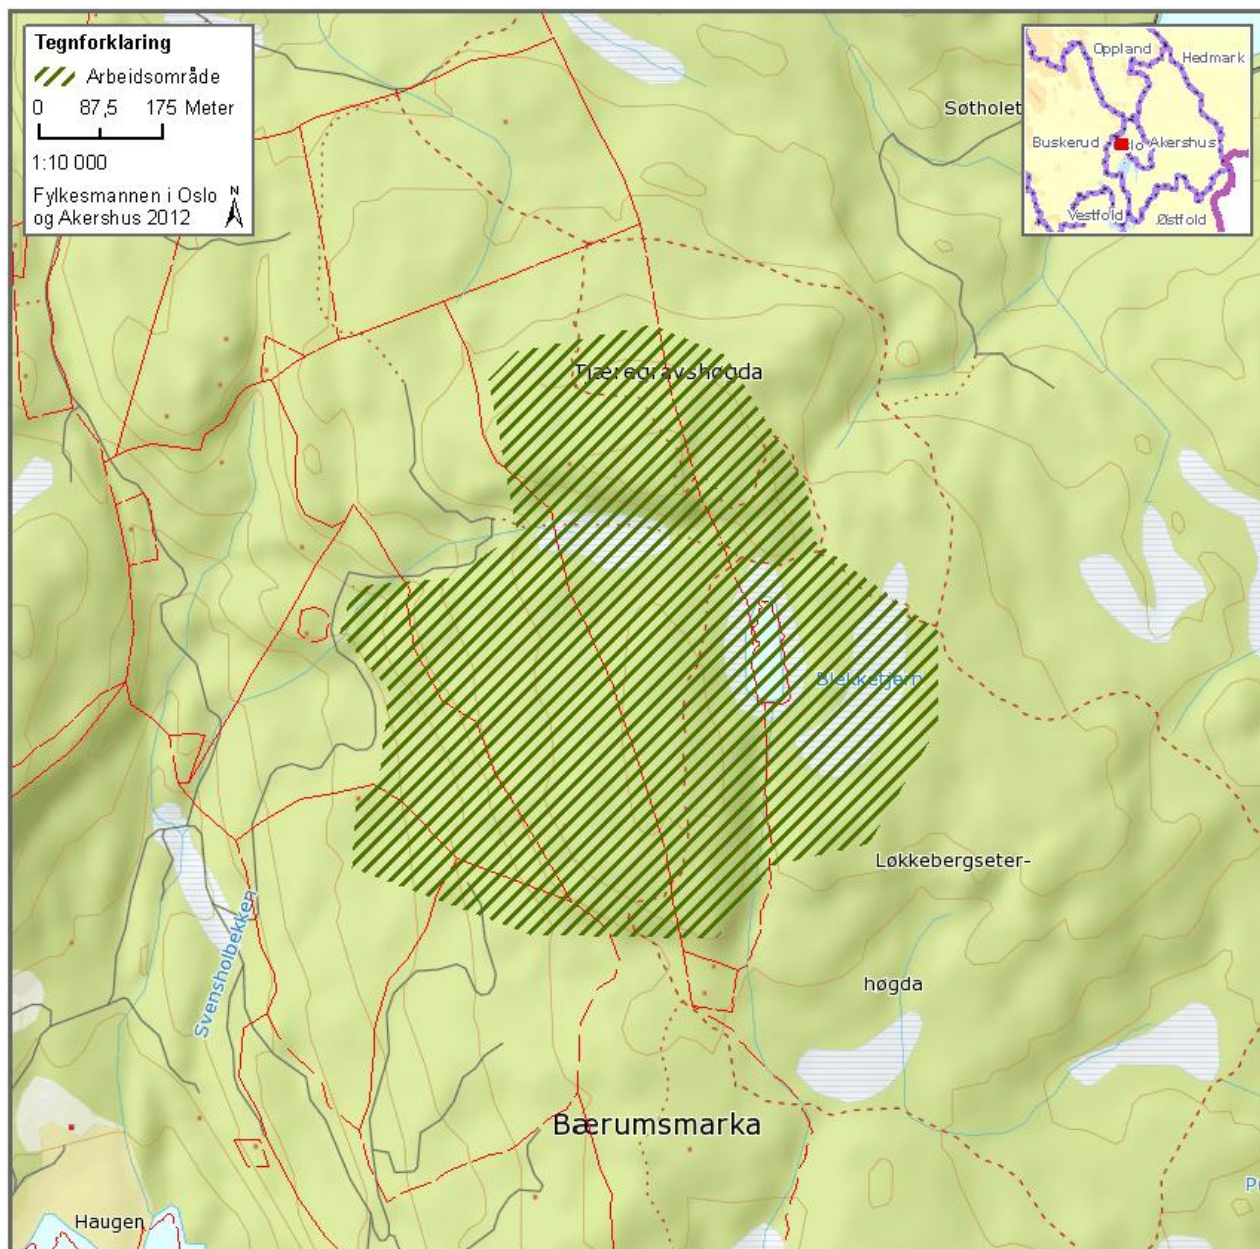 Tegnforklaring
Arbeidsområde
0 87,5 175 Meter
1:10 000
Fylkesmannen i Oslo
og Akershus 2012
N
Oppland
Hedmark
Buskerud
Akershus
Vestfold
Østfold
Søtholet
Tjæregravshøgda
Blekketjern
Løkkebergseter-
høgda
Svensholbekken
Bærumsmarka
Haugen